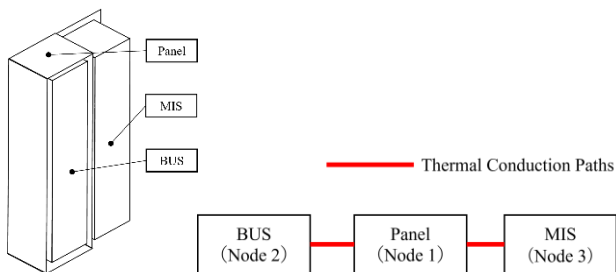 Panel
MIS
BUS
Thermal Conduction Paths
BUS
(Node 2)
Panel
(Node 1)
MIS
(Node 3)